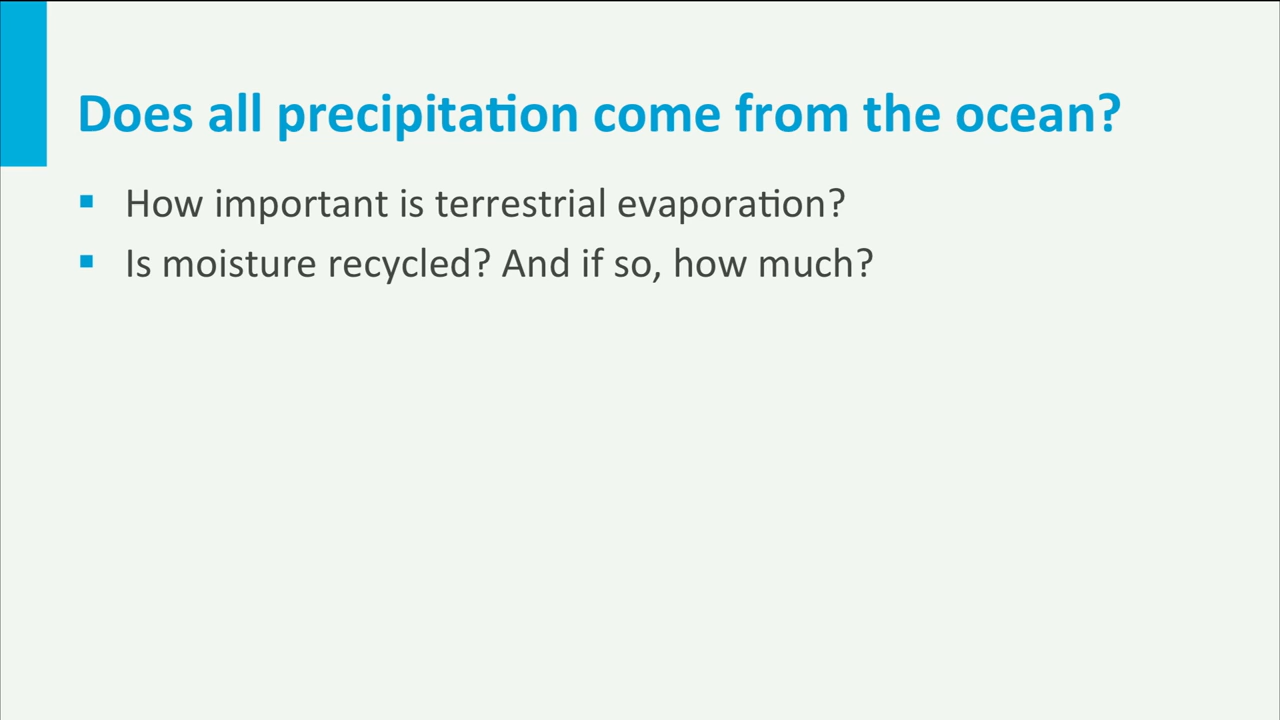 Does all precipitation come from the ocean?
▪ How important is terrestrial evaporation?
▪ Is moisture recycled? And if so, how much?